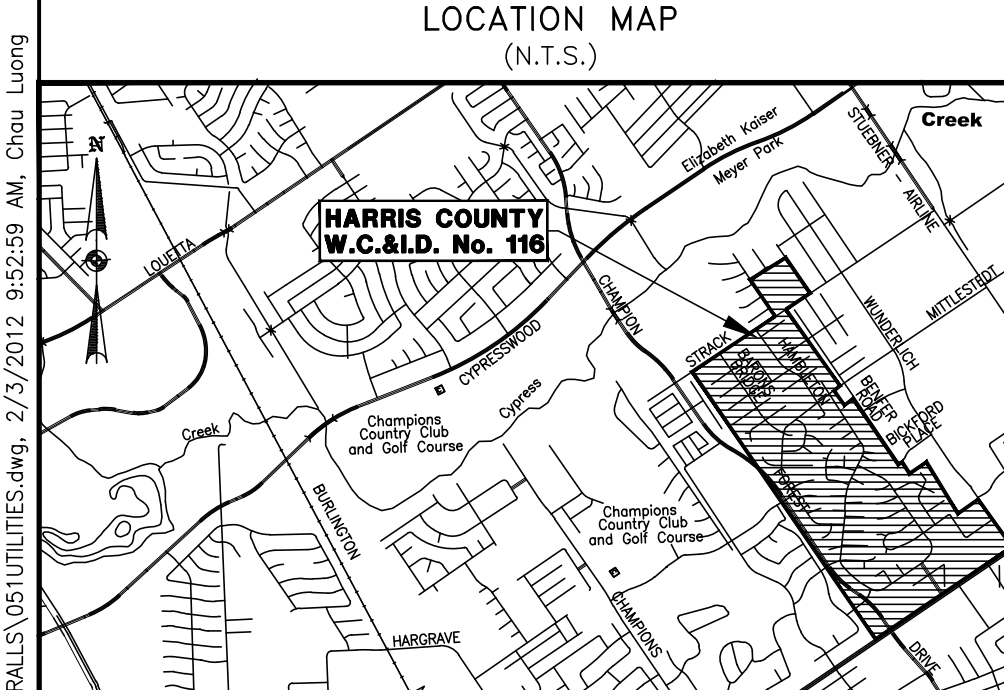 LOCATION MAP
(N.T.S.)
RALLS\051UTILITIES.dwg, 2/3/2012 9:52:59 AM, Chau Luong
N
Creek
Elizabeth Kaiser
Meyer Park
STUEBNER - AIRLINE
HARRIS COUNTY
W.C.&I.D. No. 116
LOUETTA
CHAMPION
MITTLESTEDT
WUNDERLICH
STRACK
CYPRESSWOOD
BARONS
BRIDGE
HAMBLETON
BENFER
ROAD
BICKFORD
PLACE
Cypress
Creek
Champions
Country Club
and Golf Course
FOREST
BURLINGTON
Champions
Country Club
and Golf Course
CHAMPIONS
HARGRAVE
DRIVE